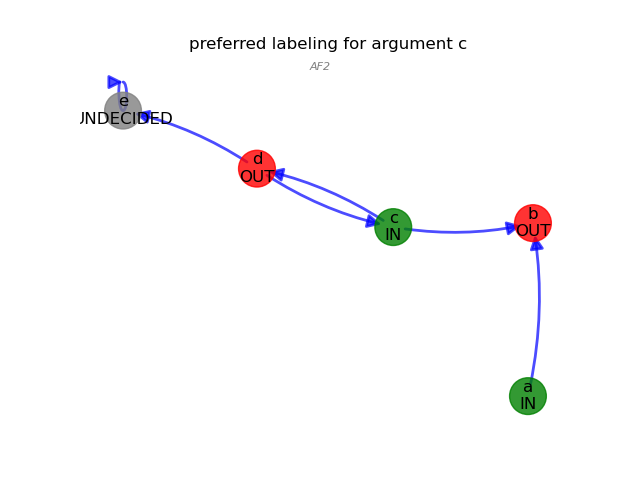 preferred labeling for argument c
AF2
e
UNDECIDED
d
OUT
c
IN
b
OUT
a
IN